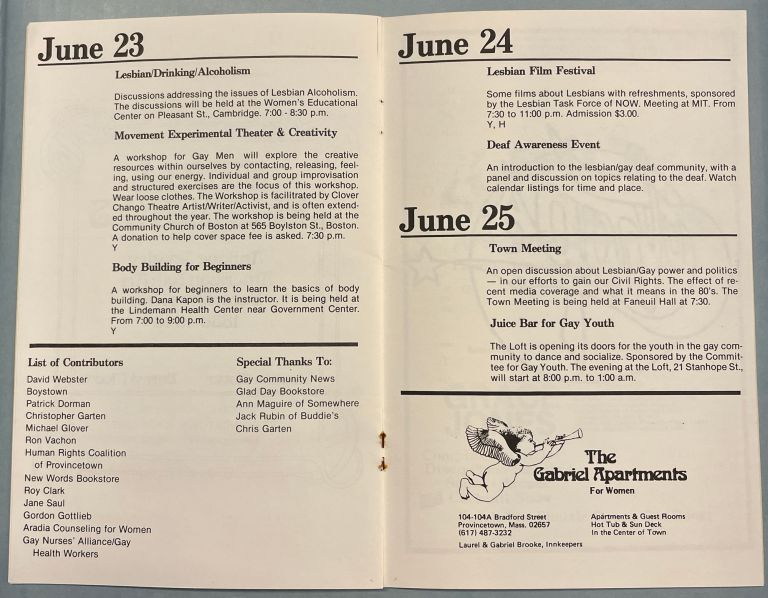 June 23
Lesbian/Drinking/Alcoholism
Discussions addressing the issues of Lesbian Alcoholism.
The discussions will be held at the Women's Educational
Center on Pleasant St., Cambridge. 7:00 - 8:30 p.m.
Movement Experimental Theater & Creativity
A workshop for Gay Men will explore the creative
resources within ourselves by contacting, releasing, feel-
ing, using our energy. Individual and group improvisation
and structured exercises are the focus of this workshop.
Wear loose clothes. The Workshop is facilitrated by Clover
Chango Theatre Artist/Writer/Activist, and is often extend-
ed throughout the year. The workshop is being held at the
Community Church of Boston at 565 Boylston St., Boston.
A donation to help cover space fee is asked. 7:30 p.m.
Y
Body Building for Beginners
A workshop for beginners to learn the basics of body
building. Dana Kapon is the instructor. It is being held at
the Lindemann Health Center near Government Center.
From 7:00 to 9:00 p.m.
Y
List of Contributors
David Webster
Boystown
Patrick Dorman
Christopher Garten
Michael Glover
Ron Vachon
Human Rights Coalition
of Provincetown
New Words Bookstore
Roy Clark
Jane Saul
Gordon Gottlieb
Aradia Counseling for Women
Gay Nurses' Alliance/Gay
Health Workers
Special Thanks To:
Gay Community News
Glad Day Bookstore
Ann Maguire of Somewhere
Jack Rubin of Buddie's
Chris Garten
June 24
Lesbian Film Festival
Some films about Lesbians with refreshments, sponsored
by the Lesbian Task Force of NOW. Meeting at MIT. From
7:30 to 11:00 p.m. Admission $3.00.
Y, H
Deaf Awareness Event
An introduction to the lesbian/gay deaf community, with a
panel and discussion on topics relating to the deaf. Watch
calendar listings for time and place.
June 25
Town Meeting
An open discussion about Lesbian/Gay power and politics
— in our efforts to gain our Civil Rights. The effect of re-
cent media coverage and what it means in the 80's. The
Town Meeting is being held at Faneuil Hall at 7:30.
Juice Bar for Gay Youth
The Loft is opening its doors for the youth in the gay com-
munity to dance and socialize. Sponsored by the Commit-
tee for Gay Youth. The evening at the Loft, 21 Stanhope St.,
will start at 8:00 p.m. to 1:00 a.m.
The
Gabriel Apartments
For Women
104-104A Bradford Street
Provincetown, Mass. 02657
(617) 487-3232
Laurel & Gabriel Brooke, Innkeepers
Apartments & Guest Rooms
Hot Tub & Sun Deck
In the Center of Town